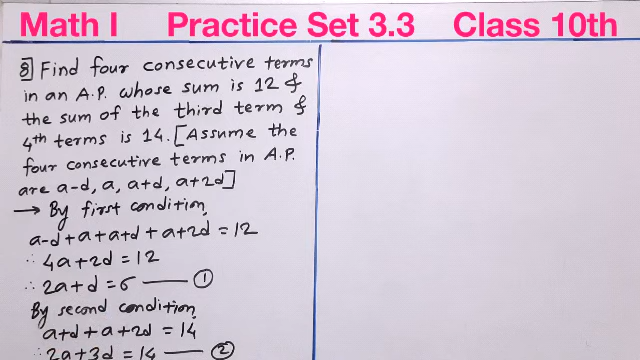 Math I Practice Set 3.3 Class 10th
8] Find four consecutive terms
in an A.P. whose sum is 12 &
the sum of the third term &
4th terms is 14. [Assume the
four consecutive terms in A.P.
are a-d, a, a+d, a+2d]
→ By first condition,
a-d+a+a+d+a+2d=12
∴ 4a+2d=12
∴ 2a+d=6 —— ①
By second condition,
a+d+a+2d=14
∴ 2a+3d=14 —— ②